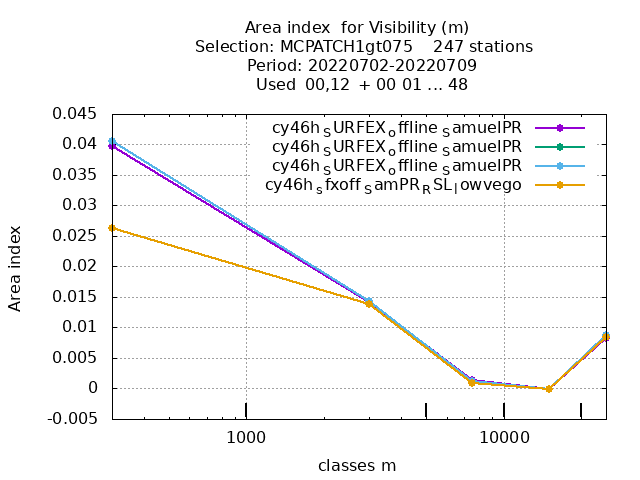 Area index  for Visibility (m)
Selection: MCPATCH1gt075    247 stations
Period: 20220702-20220709
Used  00,12  + 00 01 ... 48
0.045
0.04
0.035
0.03
0.025
0.02
0.015
0.01
0.005
0
-0.005
Area index
cy46h_SURFEX_offline_SamuelPR
cy46h_SURFEX_offline_SamuelPR
cy46h_SURFEX_offline_SamuelPR
cy46h_sfxoff_SamPR_RSL_lowvego
1000
10000
classes m